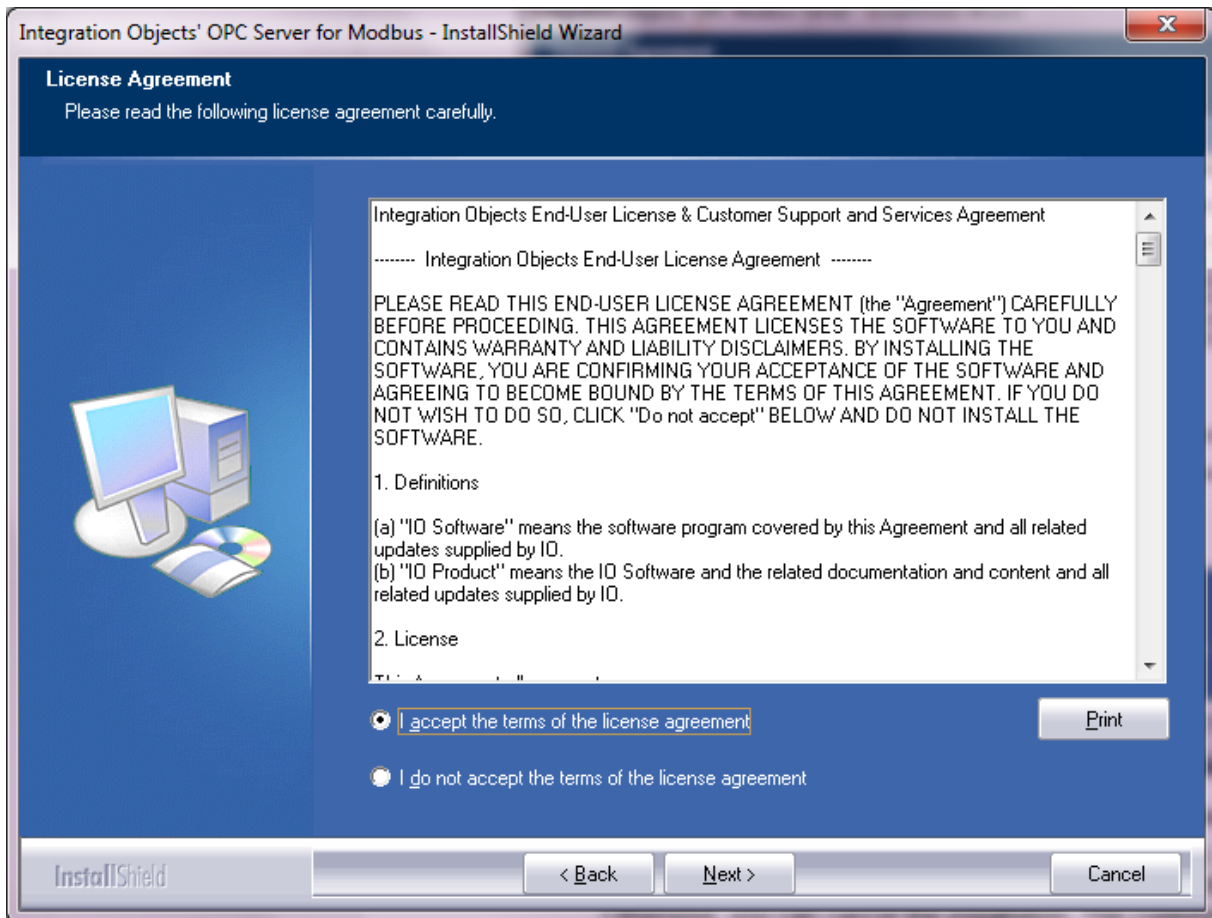 Integration Objects' OPC Server for Modbus - InstallShield Wizard
License Agreement
Please read the following license agreement carefully.
Integration Objects End-User License & Customer Support and Services Agreement
-------- Integration Objects End-User License Agreement --------
PLEASE READ THIS END-USER LICENSE AGREEMENT (the "Agreement") CAREFULLY
BEFORE PROCEEDING. THIS AGREEMENT LICENSES THE SOFTWARE TO YOU AND
CONTAINS WARRANTY AND LIABILITY DISCLAIMERS. BY INSTALLING THE
SOFTWARE, YOU ARE CONFIRMING YOUR ACCEPTANCE OF THE SOFTWARE AND
AGREEING TO BECOME BOUND BY THE TERMS OF THIS AGREEMENT. IF YOU DO
NOT WISH TO DO SO, CLICK "Do not accept" BELOW AND DO NOT INSTALL THE
SOFTWARE.
1. Definitions
(a) "IO Software" means the software program covered by this Agreement and all related
updates supplied by IO.
(b) "IO Product" means the IO Software and the related documentation and content and all
related updates supplied by IO.
2. License
I accept the terms of the license agreement
Print
I do not accept the terms of the license agreement
InstallShield
< Back
Next >
Cancel